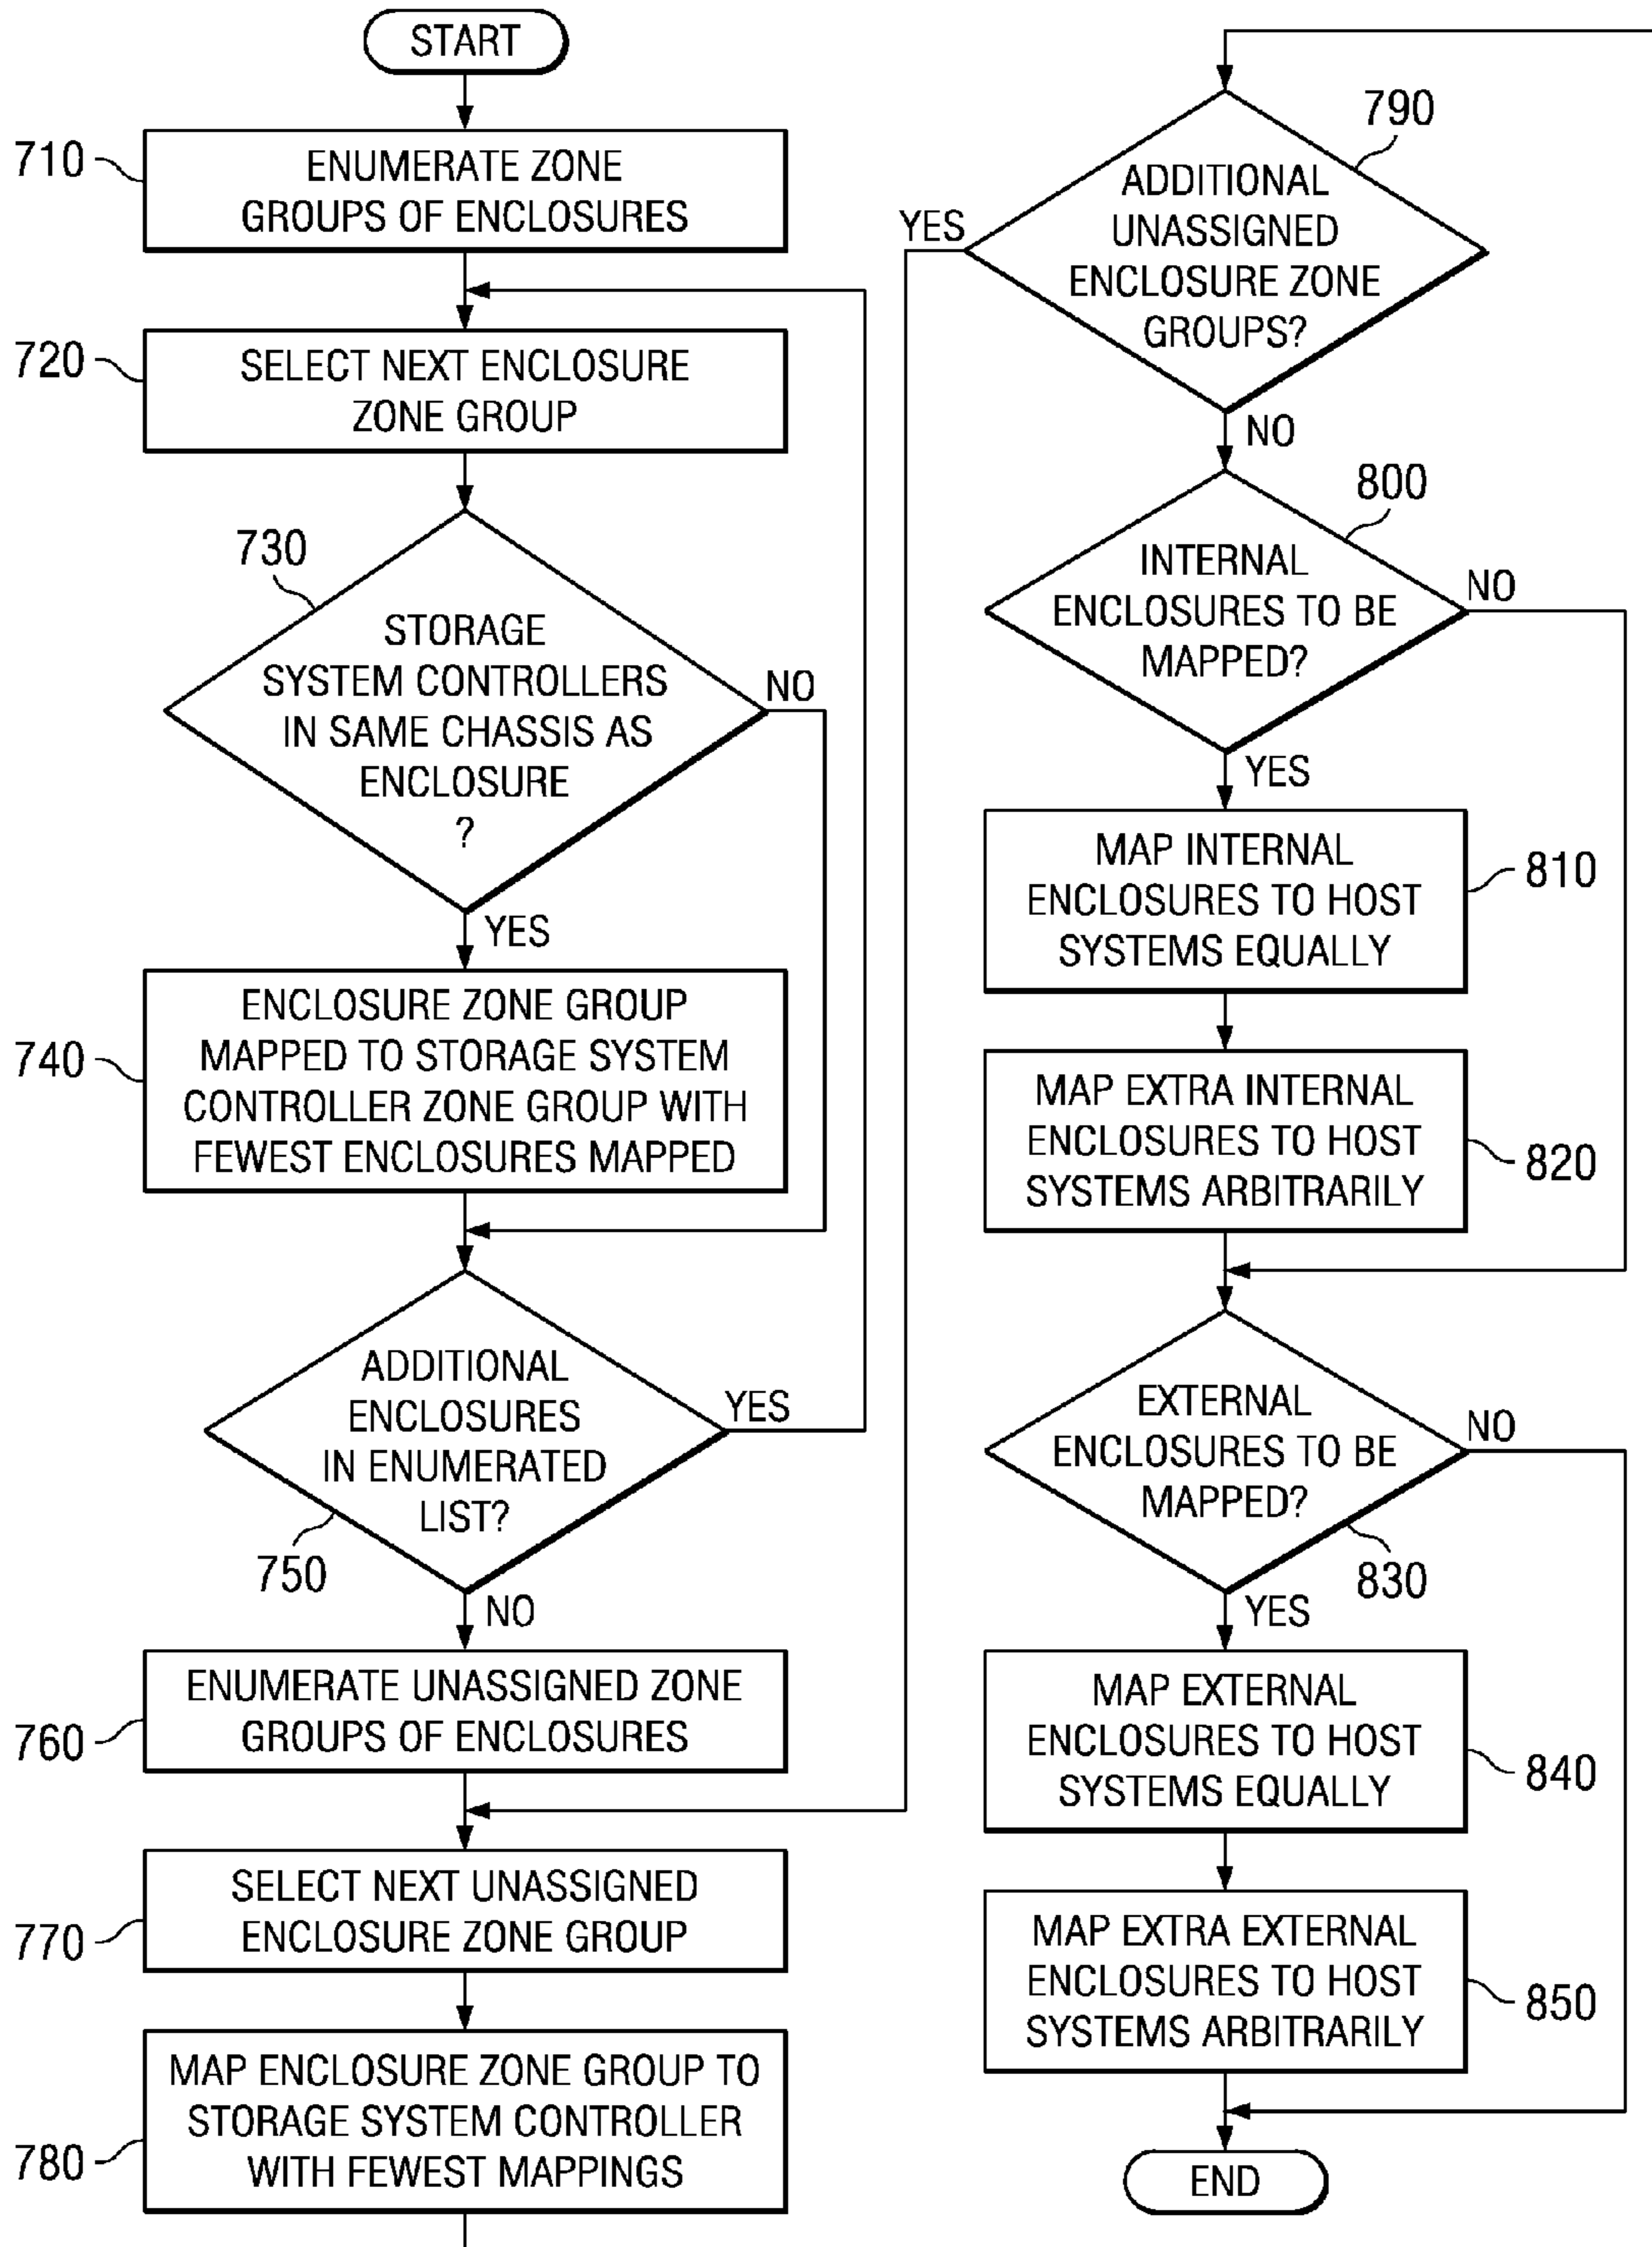 START
710
ENUMERATE ZONE
GROUPS OF ENCLOSURES
720
SELECT NEXT ENCLOSURE
ZONE GROUP
730
STORAGE
SYSTEM CONTROLLERS
IN SAME CHASSIS AS
ENCLOSURE
?
NO
YES
740
ENCLOSURE ZONE GROUP
MAPPED TO STORAGE SYSTEM
CONTROLLER ZONE GROUP WITH
FEWEST ENCLOSURES MAPPED
ADDITIONAL
ENCLOSURES
IN ENUMERATED
LIST?
YES
750
NO
760
ENUMERATE UNASSIGNED ZONE
GROUPS OF ENCLOSURES
770
SELECT NEXT UNASSIGNED
ENCLOSURE ZONE GROUP
780
MAP ENCLOSURE ZONE GROUP TO
STORAGE SYSTEM CONTROLLER
WITH FEWEST MAPPINGS
790
ADDITIONAL
UNASSIGNED
ENCLOSURE ZONE
GROUPS?
YES
NO
800
INTERNAL
ENCLOSURES TO BE
MAPPED?
NO
YES
MAP INTERNAL
ENCLOSURES TO HOST
SYSTEMS EQUALLY
810
MAP EXTRA INTERNAL
ENCLOSURES TO HOST
SYSTEMS ARBITRARILY
820
EXTERNAL
ENCLOSURES TO BE
MAPPED?
NO
830
YES
MAP EXTERNAL
ENCLOSURES TO HOST
SYSTEMS EQUALLY
840
MAP EXTRA EXTERNAL
ENCLOSURES TO HOST
SYSTEMS ARBITRARILY
850
END